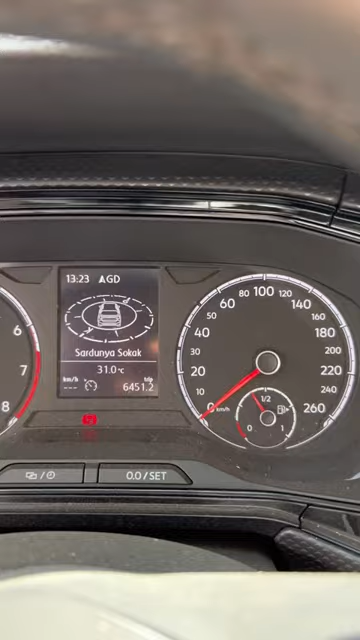 13:23 ▲GD
Sardunya Sokak
31.0 °C
km/h trip
--- 6451.2
6
7
8
0 km/h
10
20
30
40
60
80
100
120
140
160
180
200
220
240
260
0 1/2 1
0.0 / SET